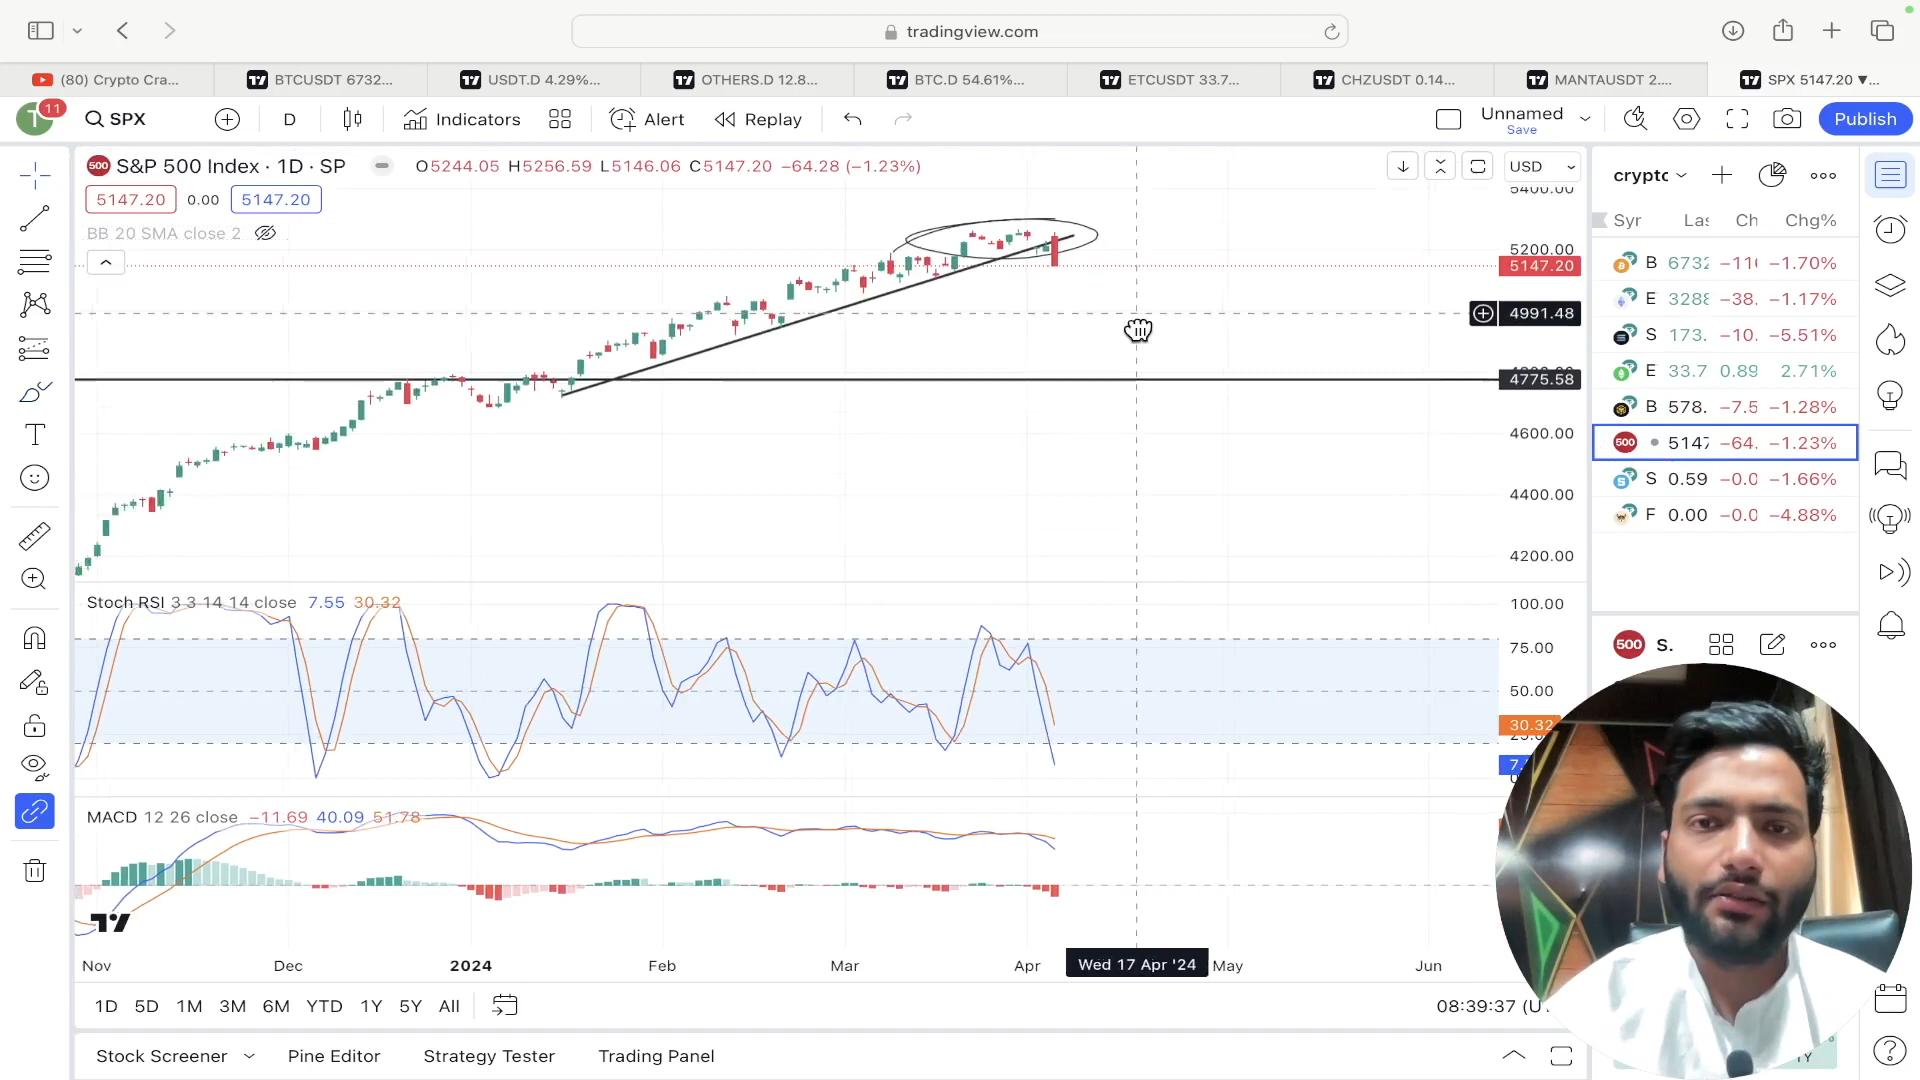 tradingview.com
(80) Crypto Cra...
BTCUSDT 6732...
USDT.D 4.29%...
OTHERS.D 12.8...
BTC.D 54.61%...
ETCUSDT 33.7...
CHZUSDT 0.14...
MANTAUSDT 2....
SPX 5147.20 ▼...
T 11 SPX D Indicators Alert Replay Unnamed Save Publish
500 S&P 500 Index · 1D · SP O5244.05 H5256.59 L5146.06 C5147.20 −64.28 (−1.23%) USD
5147.20 0.00 5147.20
BB 20 SMA close 2
5400.00
5200.00
5147.20
4991.48
4775.58
4600.00
4400.00
4200.00
Stoch RSI 3 3 14 14 close 7.55 30.32
100.00
75.00
50.00
30.32
MACD 12 26 close −11.69 40.09 51.78
Nov Dec 2024 Feb Mar Apr Wed 17 Apr '24 May Jun
1D 5D 1M 3M 6M YTD 1Y 5Y All 08:39:37 (U
Stock Screener Pine Editor Strategy Tester Trading Panel
crypto
Syr Las Ch Chg%
B 6732 −110 −1.70%
E 3288 −38. −1.17%
S 173. −10. −5.51%
E 33.7 0.89 2.71%
B 578. −7.5 −1.28%
500 5147 −64. −1.23%
S 0.59 −0.0 −1.66%
F 0.00 −0.0 −4.88%
500 S.
1Y